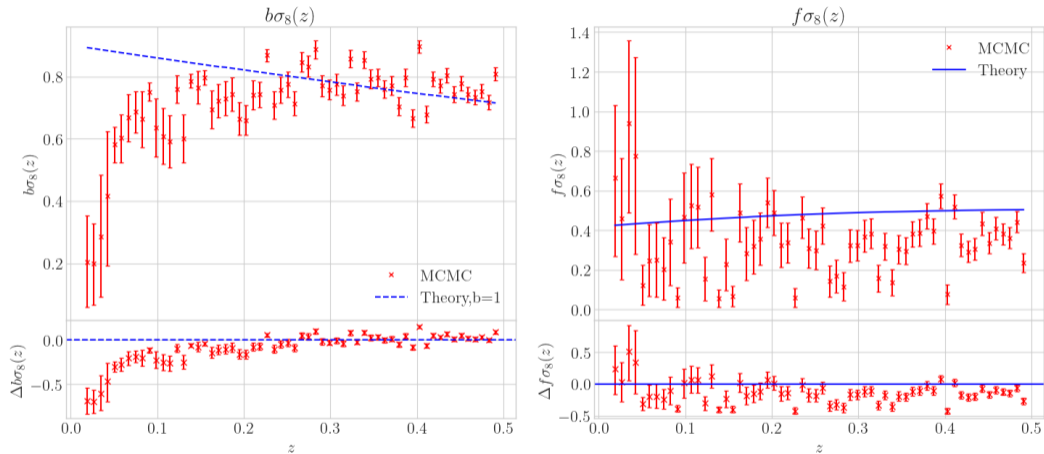 bσ₈(z)
0.8
0.6
0.4
0.2
bσ₈(z)
MCMC
Theory,b=1
0.0
−0.5
Δbσ₈(z)
0.0 0.1 0.2 0.3 0.4 0.5
z
fσ₈(z)
1.4
1.2
1.0
0.8
0.6
0.4
0.2
0.0
fσ₈(z)
MCMC
Theory
0.5
0.0
−0.5
Δfσ₈(z)
0.0 0.1 0.2 0.3 0.4 0.5
z